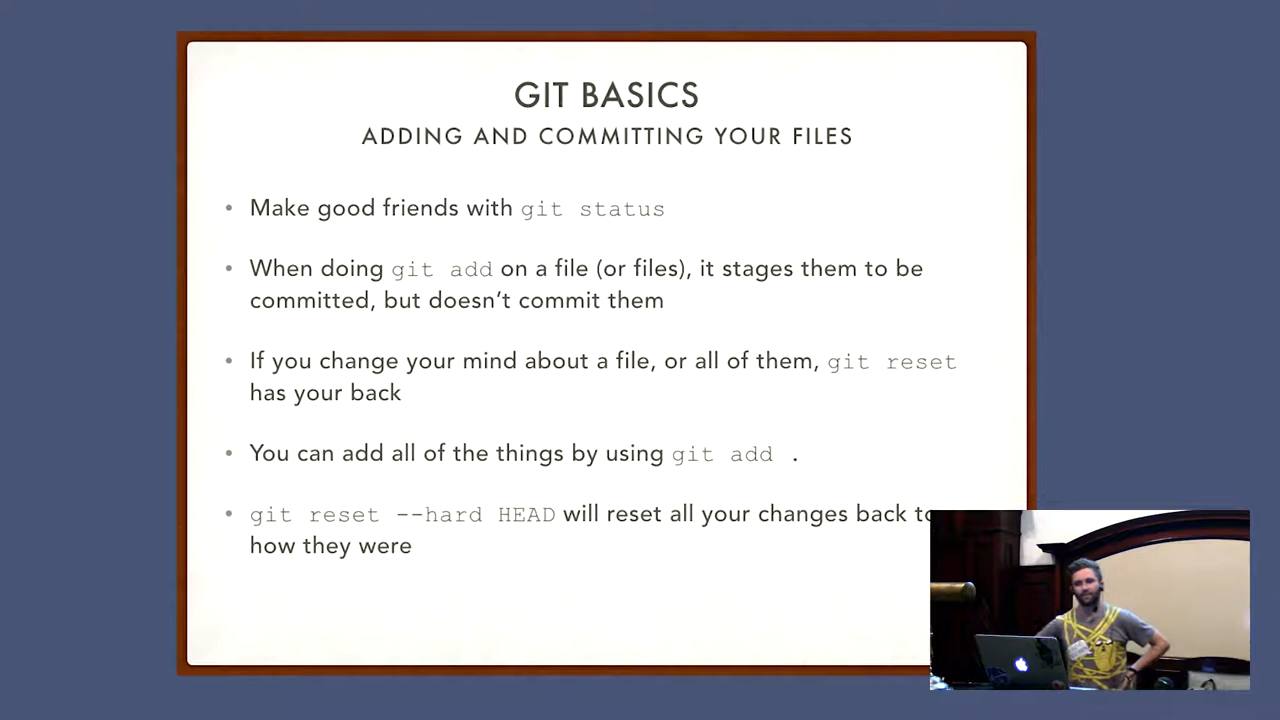 GIT BASICS
ADDING AND COMMITTING YOUR FILES
• Make good friends with git status
• When doing git add on a file (or files), it stages them to be
committed, but doesn’t commit them
• If you change your mind about a file, or all of them, git reset
has your back
• You can add all of the things by using git add .
• git reset --hard HEAD will reset all your changes back to
how they were